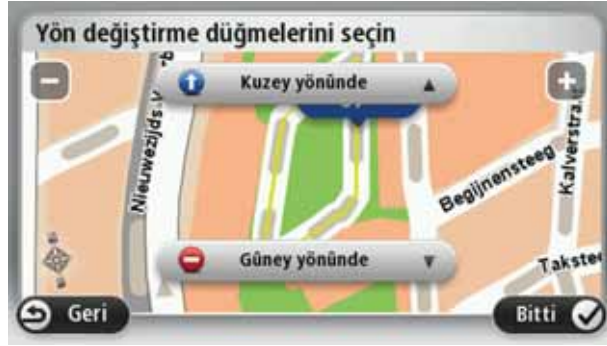 Yön değiştirme düğmelerini seçin
Kuzey yönünde
Nieuwezijds
Kalverstra
Begijnensteeg
Güney yönünde
Takste
Geri
Bitti